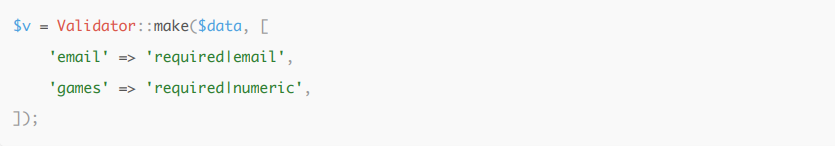 $v = Validator::make($data, [
    'email' => 'required|email',
    'games' => 'required|numeric',
]);